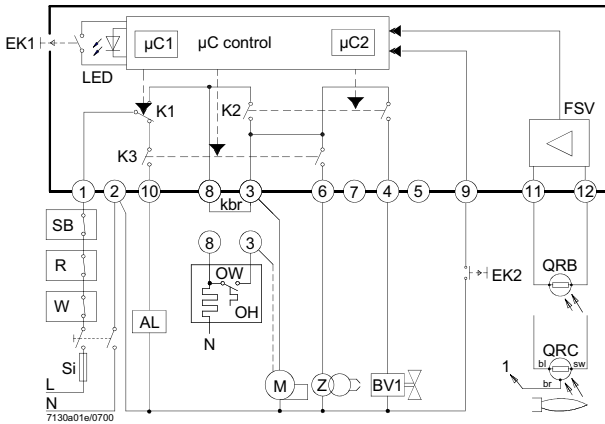 EK1
LED
µC1
µC control
µC2
K1
K2
K3
FSV
1
2
10
8
3
6
7
4
5
9
11
12
kbr
SB
R
W
Si
L
N
7130a01e/0700
AL
8
3
OW
OH
N
M
Z
BV1
EK2
QRB
QRC
bl
sw
br
1